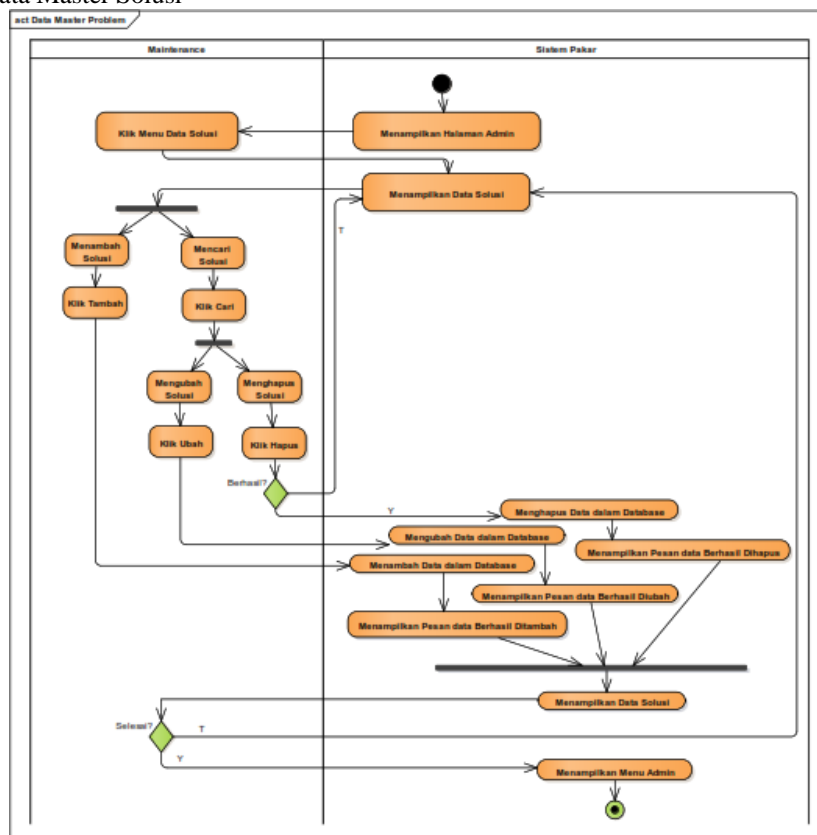 ata Master Solusi
act Data Master Problem
Maintenance
Sistem Pakar
Klik Menu Data Solusi
Menampilkan Halaman Admin
Menampilkan Data Solusi
T
Menambah
Solusi
Mencari
Solusi
Klik Tambah
Klik Cari
Mengubah
Solusi
Menghapus
Solusi
Klik Ubah
Klik Hapus
Berhasil?
Y
Menghapus Data dalam Database
Mengubah Data dalam Database
Menampilkan Pesan data Berhasil Dihapus
Menambah Data dalam Database
Menampilkan Pesan data Berhasil Diubah
Menampilkan Pesan data Berhasil Ditambah
Menampilkan Data Solusi
Selesai?
T
Y
Menampilkan Menu Admin